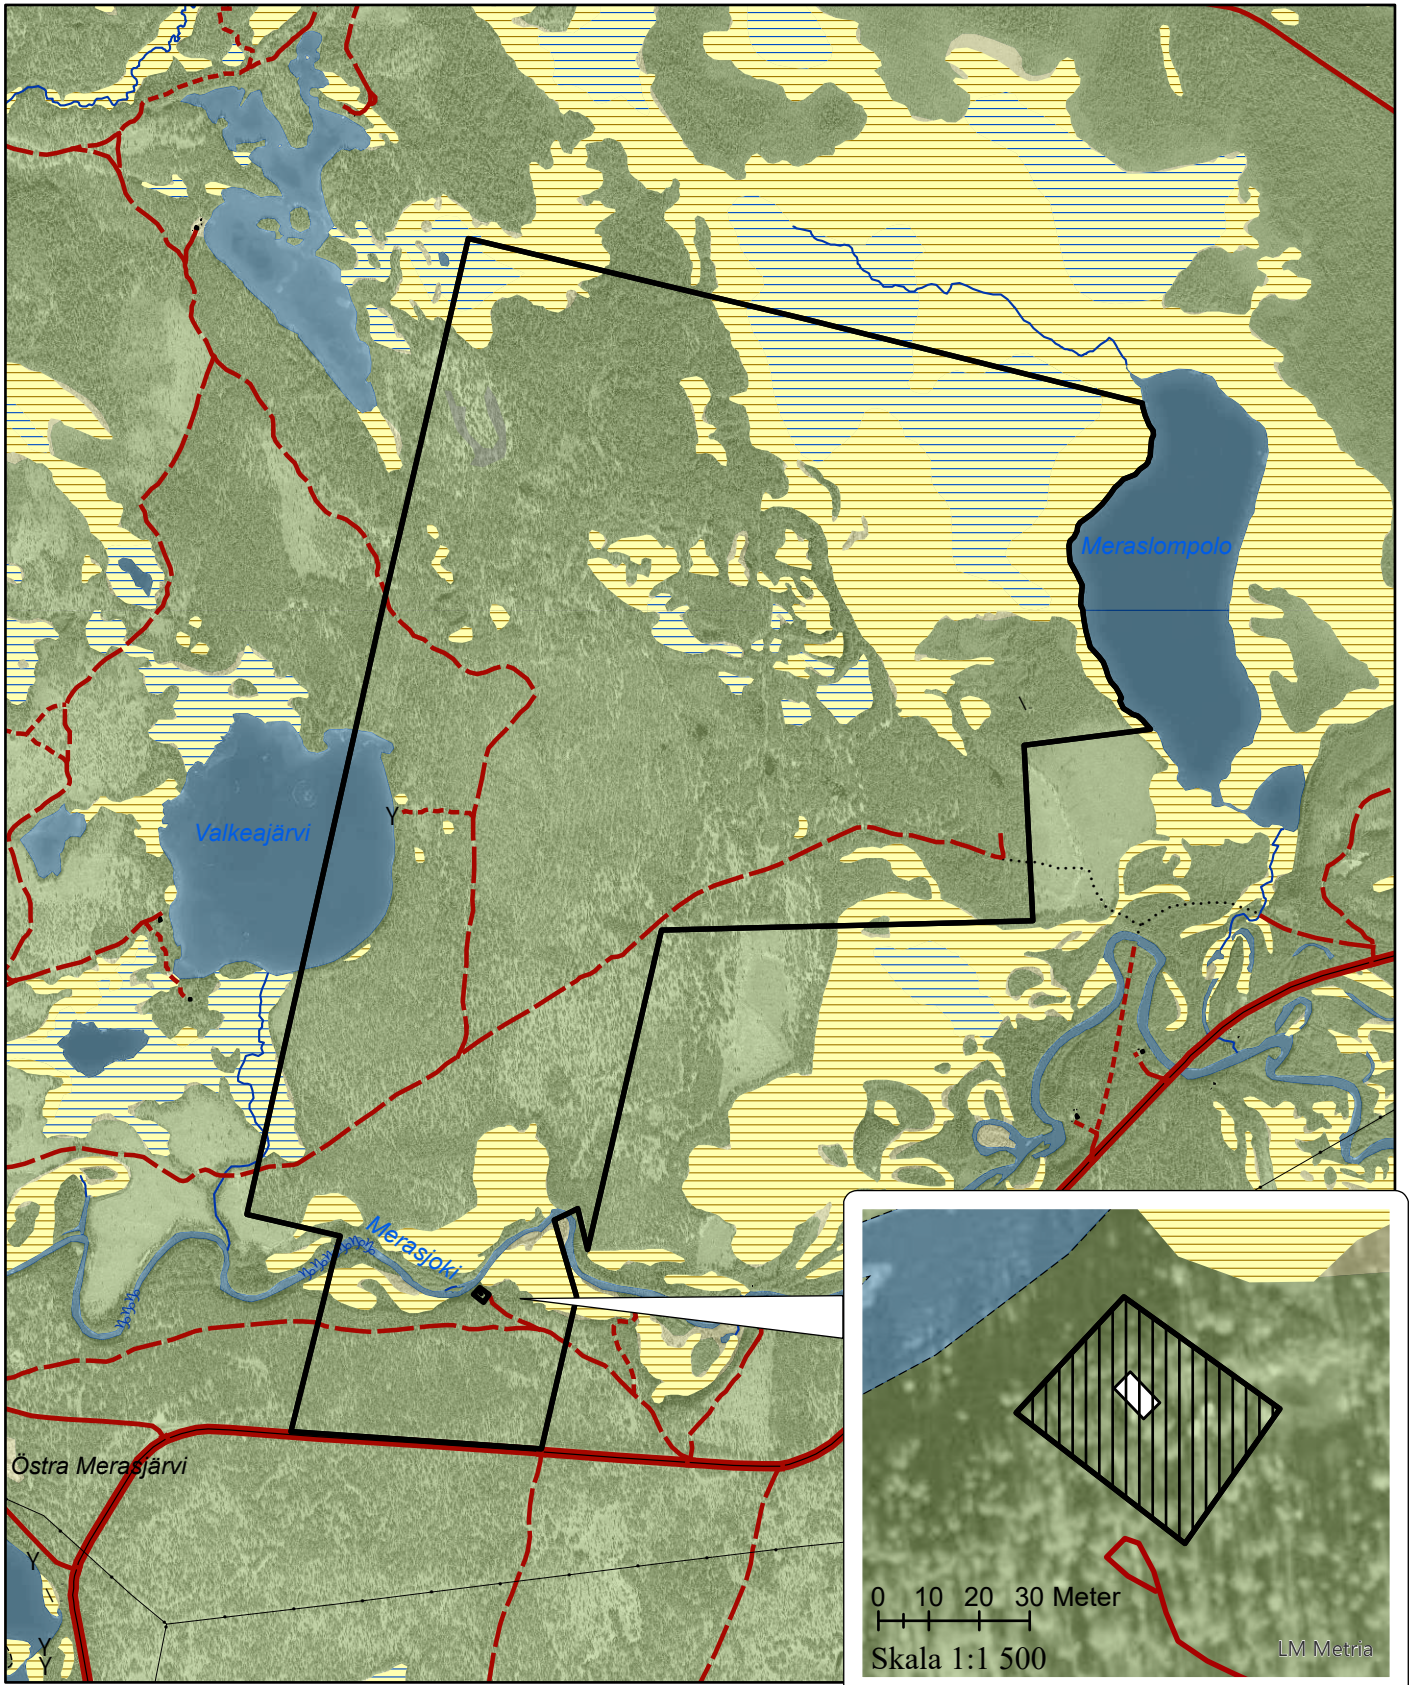 Meraslompolo
Valkeajärvi
Y
Merasjoki
Östra Merasjärvi
Y
Y
Y
0 10 20 30 Meter
Skala 1:1 500
LM Metria